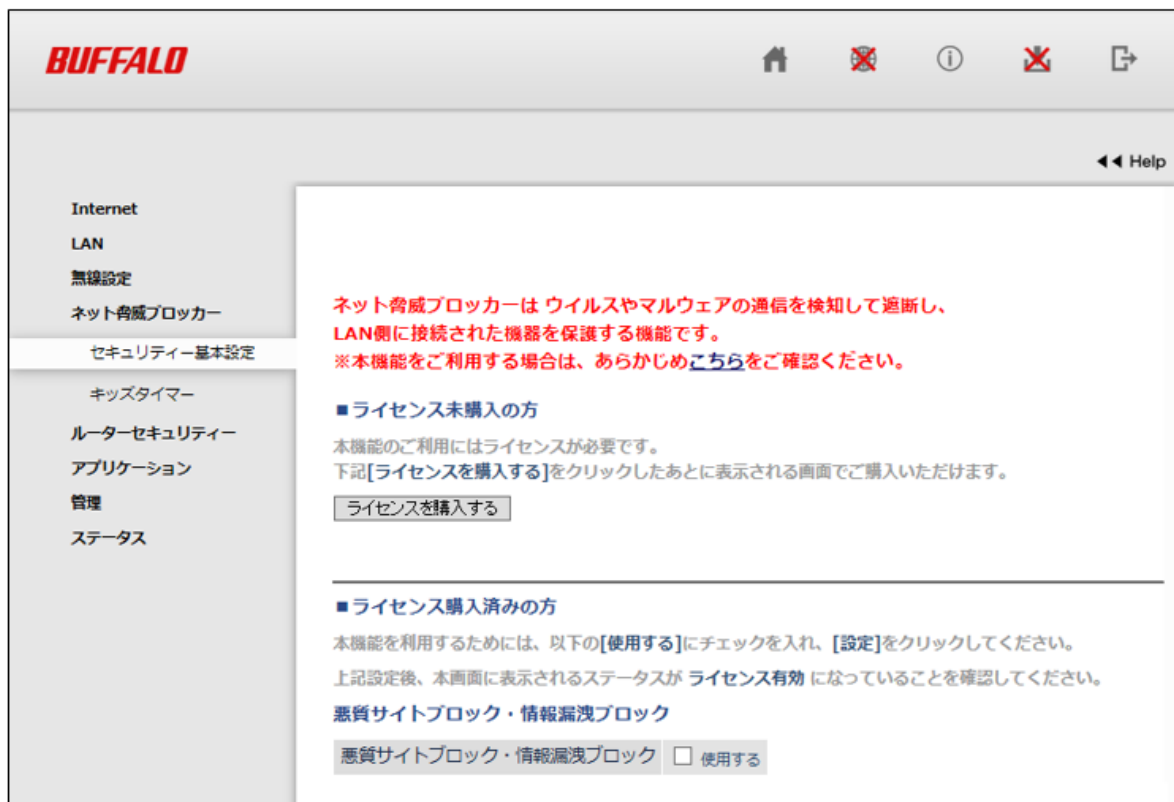 BUFFALO
Help
Internet
LAN
無線設定
ネット脅威ブロッカー
セキュリティー基本設定
キッズタイマー
ルーターセキュリティー
アプリケーション
管理
ステータス
ネット脅威ブロッカーは ウイルスやマルウェアの通信を検知して遮断し、
LAN側に接続された機器を保護する機能です。
※本機能をご利用する場合は、あらかじめこちらをご確認ください。
■ライセンス未購入の方
本機能のご利用にはライセンスが必要です。
下記[ライセンスを購入する]をクリックしたあとに表示される画面でご購入いただけます。
ライセンスを購入する
■ライセンス購入済みの方
本機能を利用するためには、以下の[使用する]にチェックを入れ、[設定]をクリックしてください。
上記設定後、本画面に表示されるステータスが ライセンス有効 になっていることを確認してください。
悪質サイトブロック・情報漏洩ブロック
悪質サイトブロック・情報漏洩ブロック 使用する